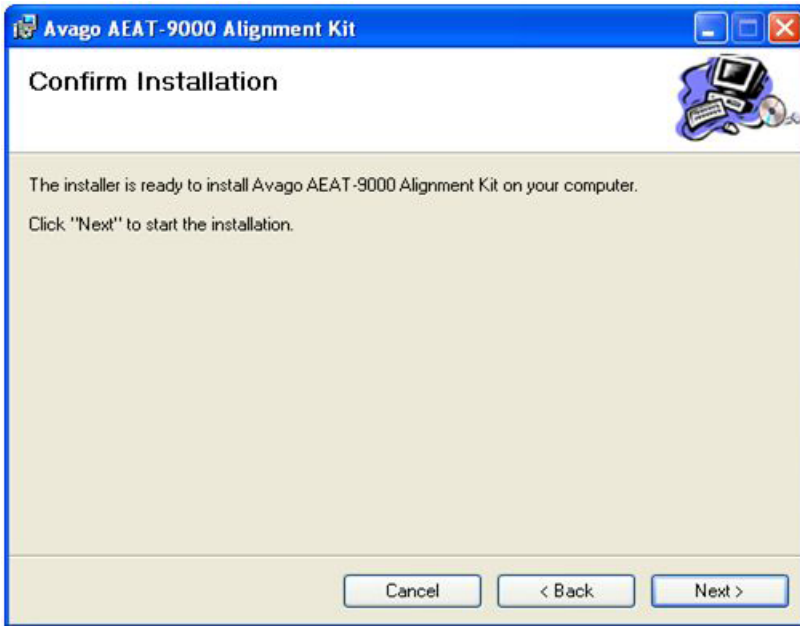 Avago AEAT-9000 Alignment Kit
Confirm Installation
The installer is ready to install Avago AEAT-9000 Alignment Kit on your computer.
Click "Next" to start the installation.
Cancel
< Back
Next >